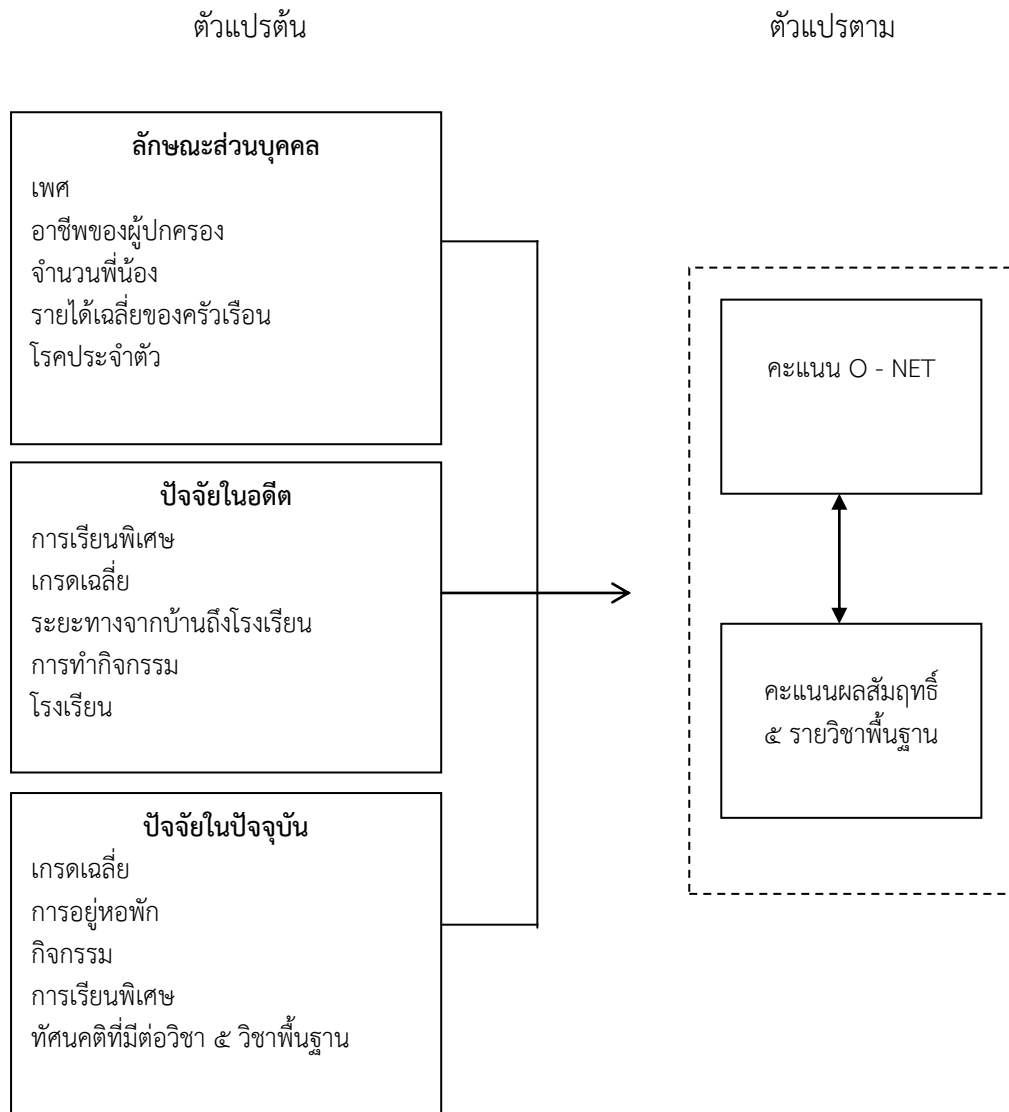 ตัวแปรต้น
ตัวแปรตาม
ลักษณะส่วนบุคคล
เพศ
อาชีพของผู้ปกครอง
จำนวนพี่น้อง
รายได้เฉลี่ยของครัวเรือน
โรคประจำตัว
ปัจจัยในอดีต
การเรียนพิเศษ
เกรดเฉลี่ย
ระยะทางจากบ้านถึงโรงเรียน
การทำกิจกรรม
โรงเรียน
ปัจจัยในปัจจุบัน
เกรดเฉลี่ย
การอยู่หอพัก
กิจกรรม
การเรียนพิเศษ
ทัศนคติที่มีต่อวิชา ๕ วิชาพื้นฐาน
คะแนน O - NET
คะแนนผลสัมฤทธิ์
๕ รายวิชาพื้นฐาน